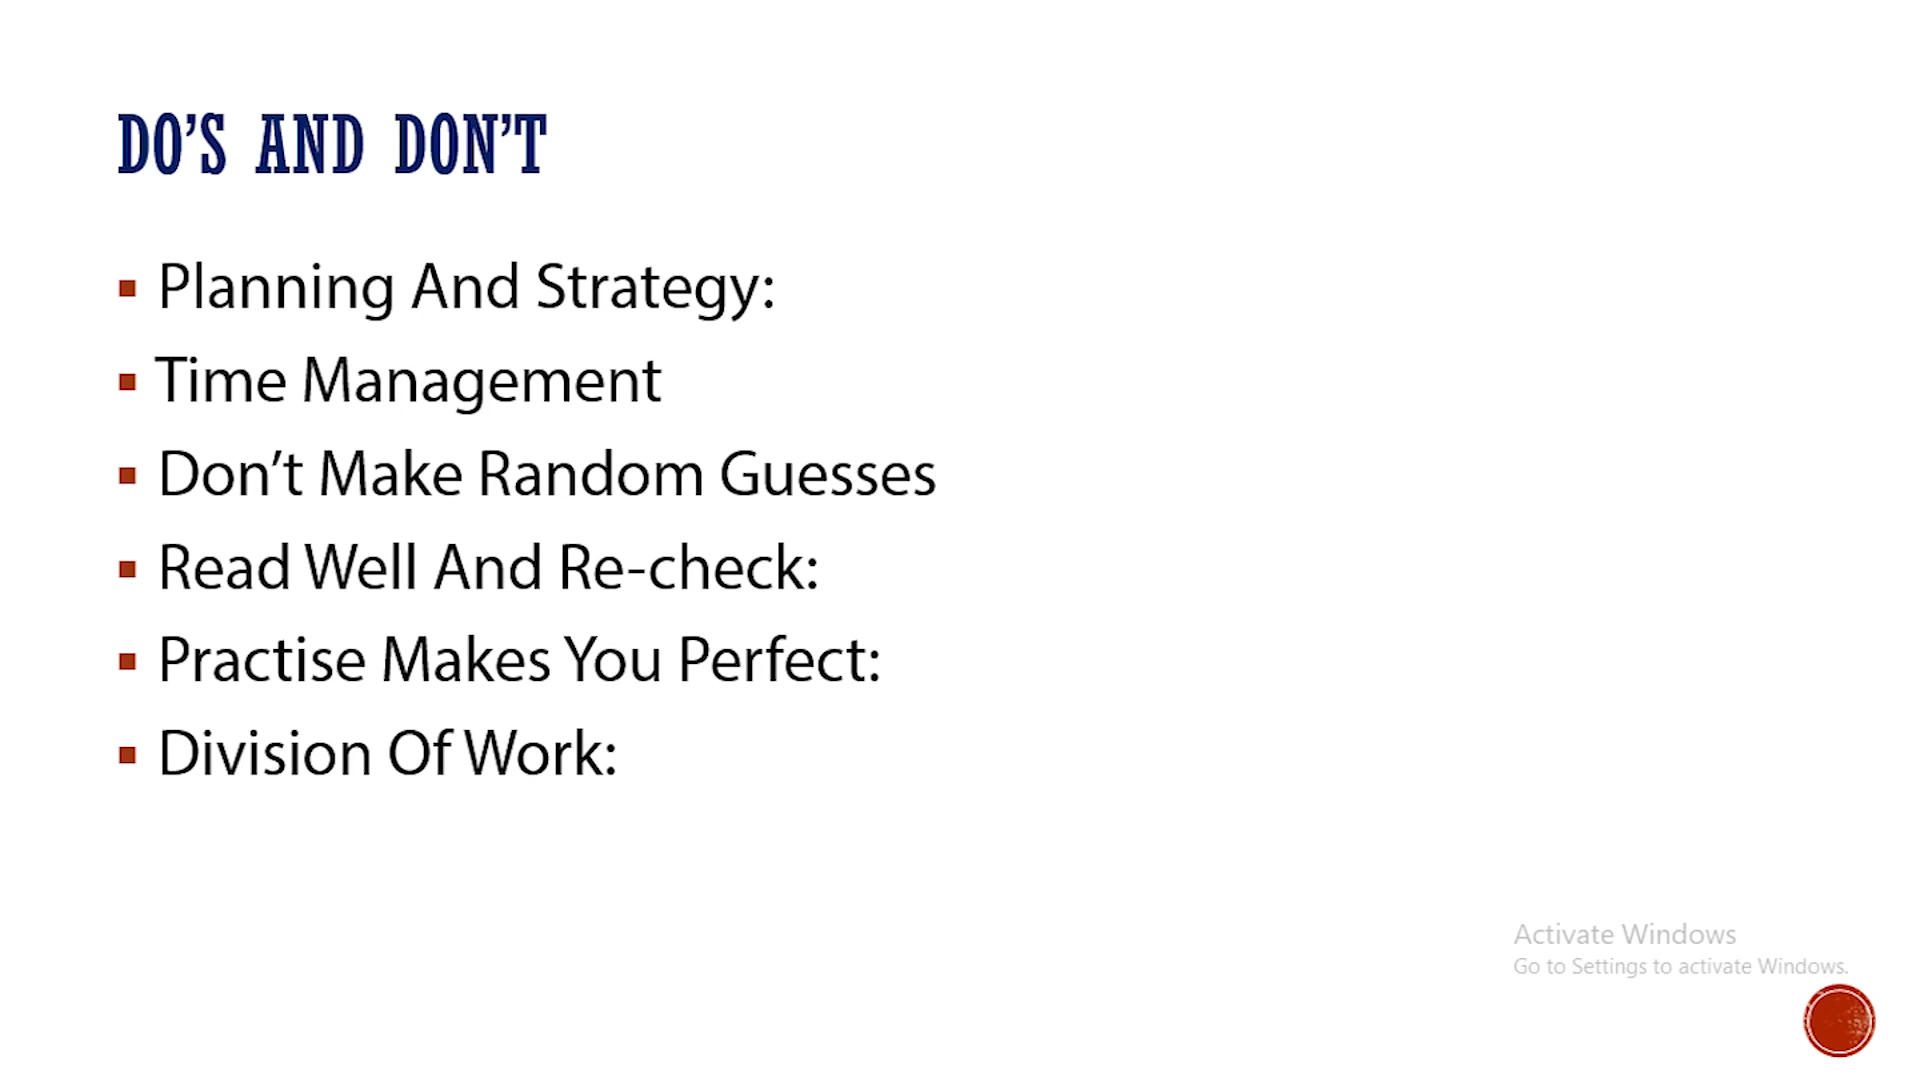 DO’S AND DON’T
Planning And Strategy:
Time Management
Don’t Make Random Guesses
Read Well And Re-check:
Practise Makes You Perfect:
Division Of Work:
Activate Windows
Go to Settings to activate Windows.